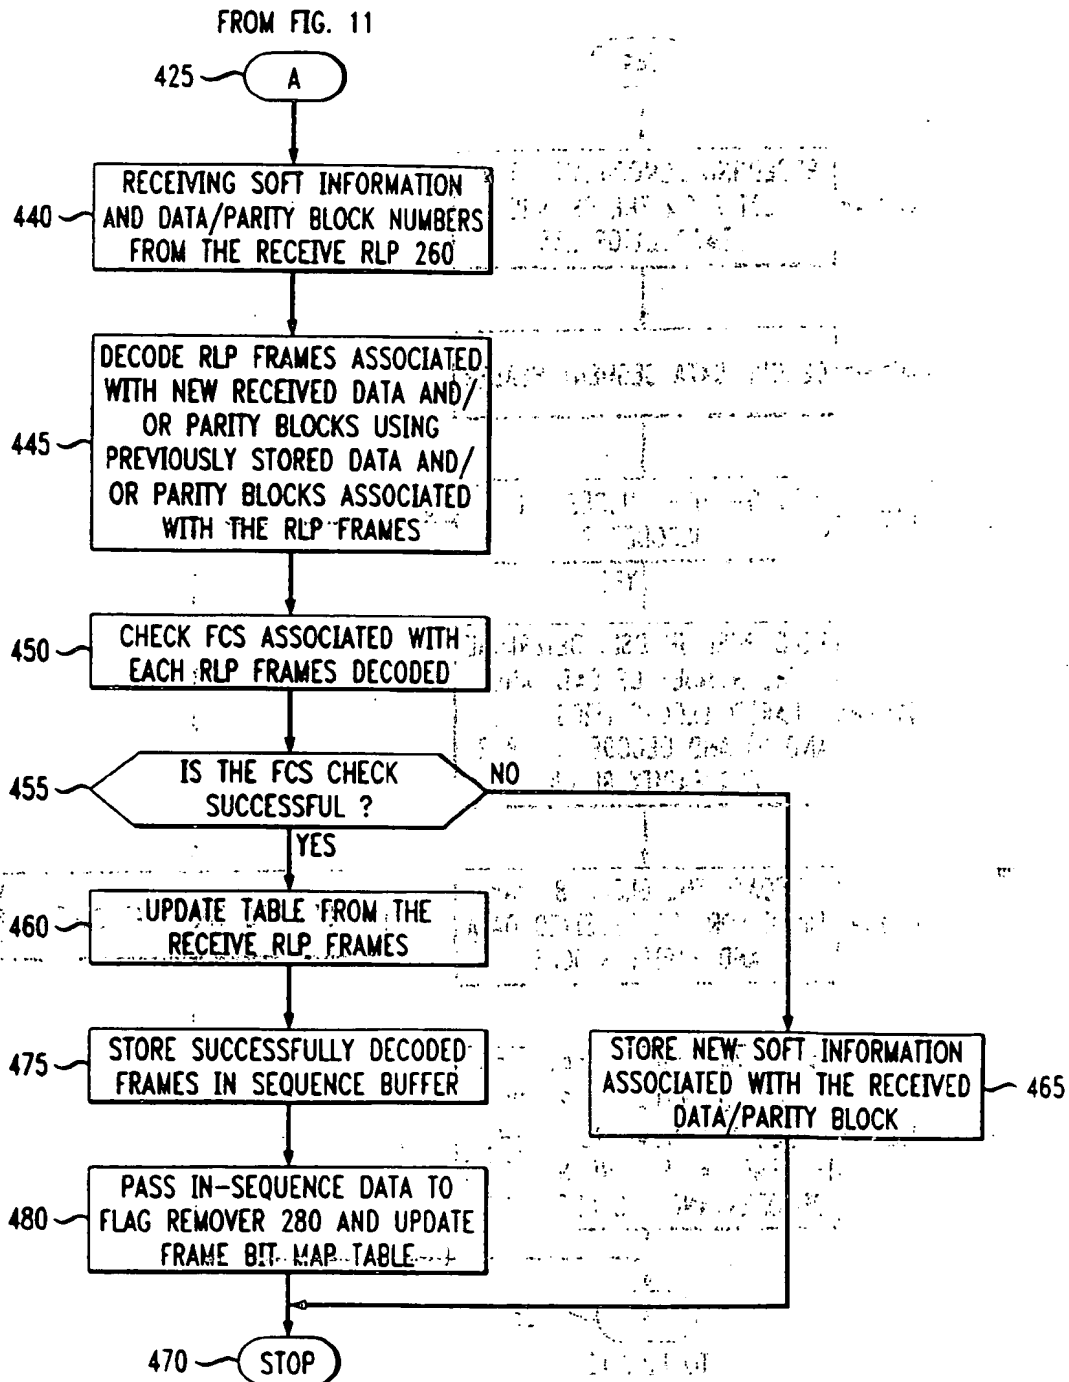 FROM FIG. 11
425
A
440
RECEIVING SOFT INFORMATION
AND DATA/PARITY BLOCK NUMBERS
FROM THE RECEIVE RLP 260
445
DECODE RLP FRAMES ASSOCIATED
WITH NEW RECEIVED DATA AND/
OR PARITY BLOCKS USING
PREVIOUSLY STORED DATA AND/
OR PARITY BLOCKS ASSOCIATED
WITH THE RLP FRAMES
450
CHECK FCS ASSOCIATED WITH
EACH RLP FRAMES DECODED
455
IS THE FCS CHECK
SUCCESSFUL ?
NO
YES
460
UPDATE TABLE FROM THE
RECEIVE RLP FRAMES
475
STORE SUCCESSFULLY DECODED
FRAMES IN SEQUENCE BUFFER
STORE NEW SOFT INFORMATION
ASSOCIATED WITH THE RECEIVED
DATA/PARITY BLOCK
465
480
PASS IN-SEQUENCE DATA TO
FLAG REMOVER 280 AND UPDATE
FRAME BIT MAP TABLE
470
STOP